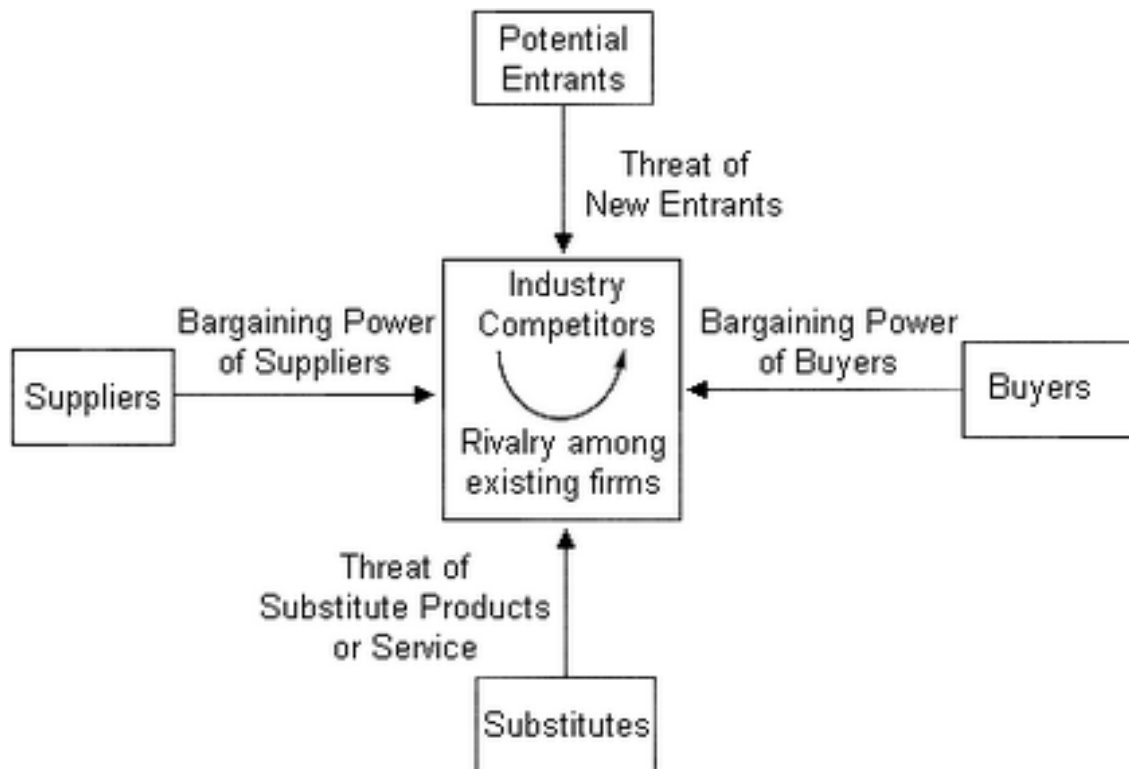 Potential
Entrants
Threat of
New Entrants
Industry
Competitors
Bargaining Power
of Suppliers
Bargaining Power
of Buyers
Suppliers
Buyers
Rivalry among
existing firms
Threat of
Substitute Products
or Service
Substitutes